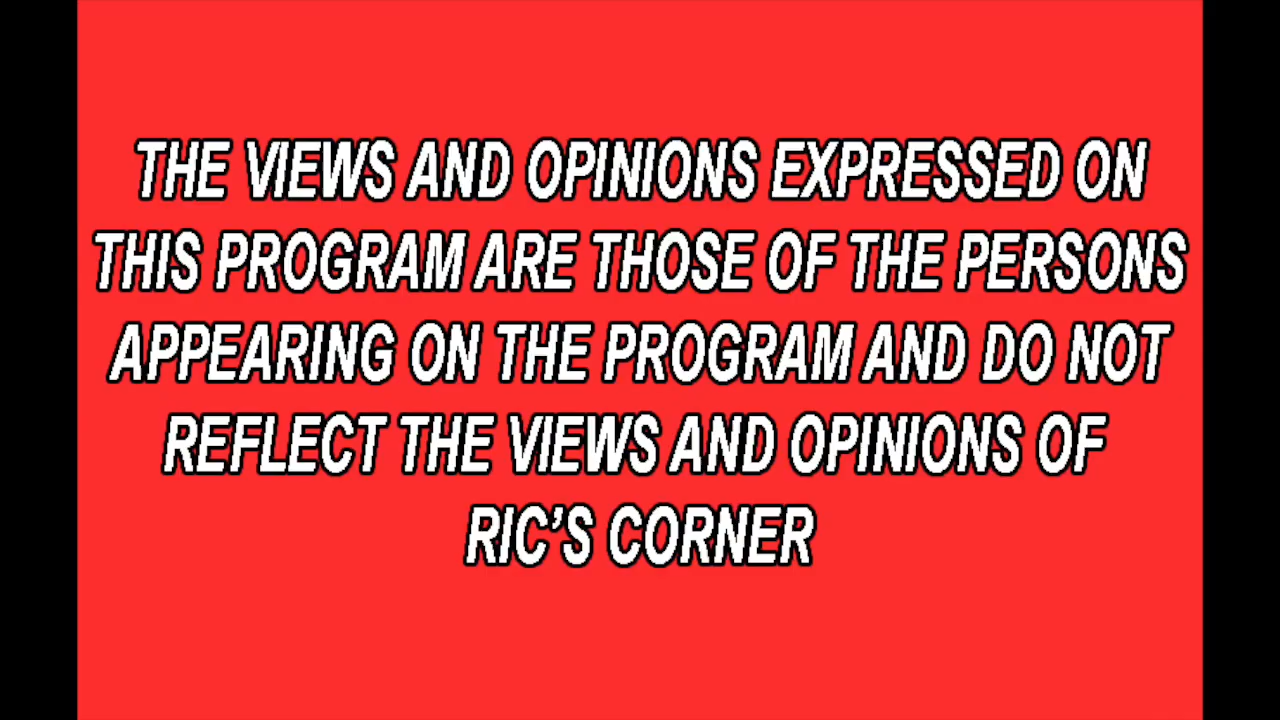 THE VIEWS AND OPINIONS EXPRESSED ON
THIS PROGRAM ARE THOSE OF THE PERSONS
APPEARING ON THE PROGRAM AND DO NOT
REFLECT THE VIEWS AND OPINIONS OF
RIC’S CORNER